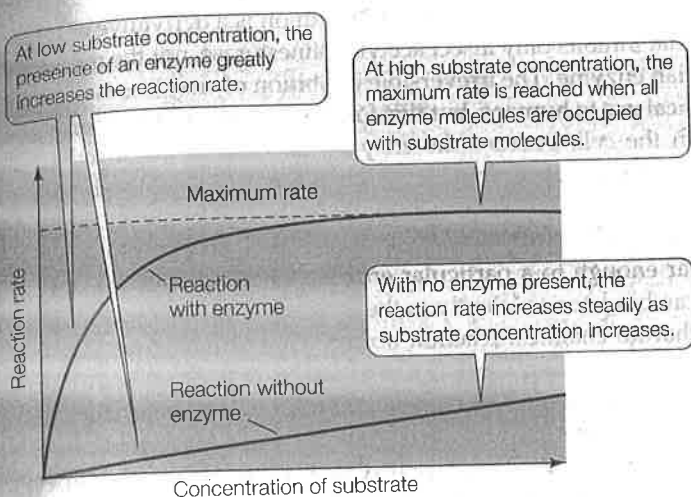 At low substrate concentration, the
presence of an enzyme greatly
increases the reaction rate.
At high substrate concentration, the
maximum rate is reached when all
enzyme molecules are occupied
with substrate molecules.
Maximum rate
Reaction
with enzyme
With no enzyme present, the
reaction rate increases steadily as
substrate concentration increases.
Reaction without
enzyme
Reaction rate
Concentration of substrate